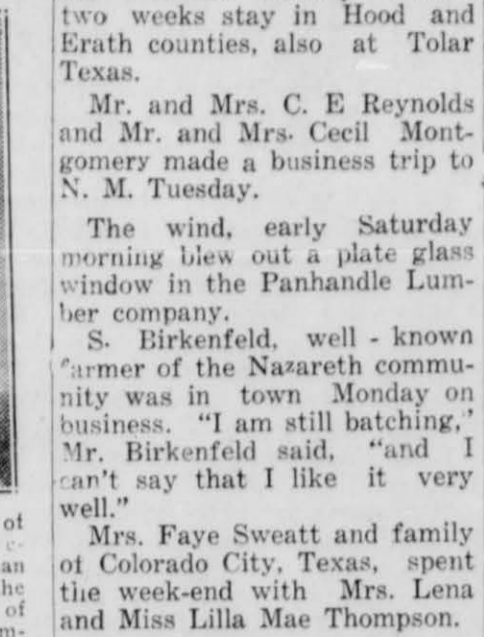 two weeks stay in Hood and
Erath counties, also at Tolar
Texas.
Mr. and Mrs. C. E Reynolds
and Mr. and Mrs. Cecil Mont-
gomery made a business trip to
N. M. Tuesday.
The wind, early Saturday
morning blew out a plate glass
window in the Panhandle Lum-
ber company.
S. Birkenfeld, well - known
farmer of the Nazareth commu-
nity was in town Monday on
business. “I am still batching,’
Mr. Birkenfeld said, “and I
can't say that I like it very
well.”
Mrs. Faye Sweatt and family
of Colorado City, Texas, spent
the week-end with Mrs. Lena
and Miss Lilla Mae Thompson.
of
an
he
of